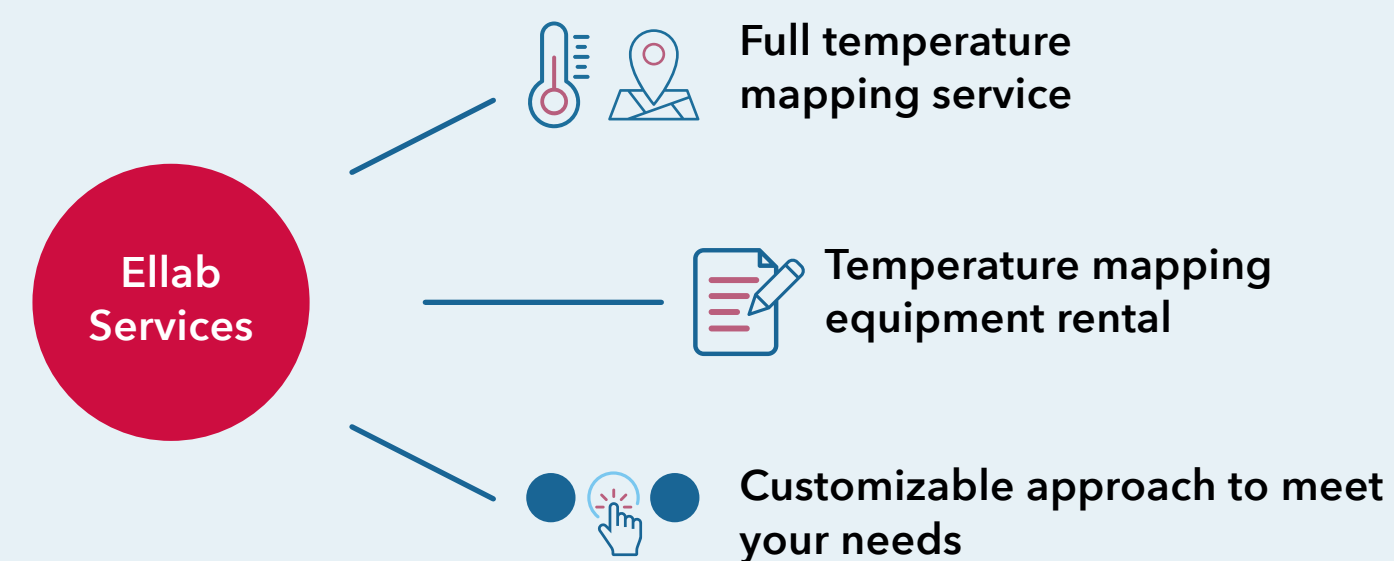 Full temperature
mapping service
Ellab
Services
Temperature mapping
equipment rental
Customizable approach to meet
your needs